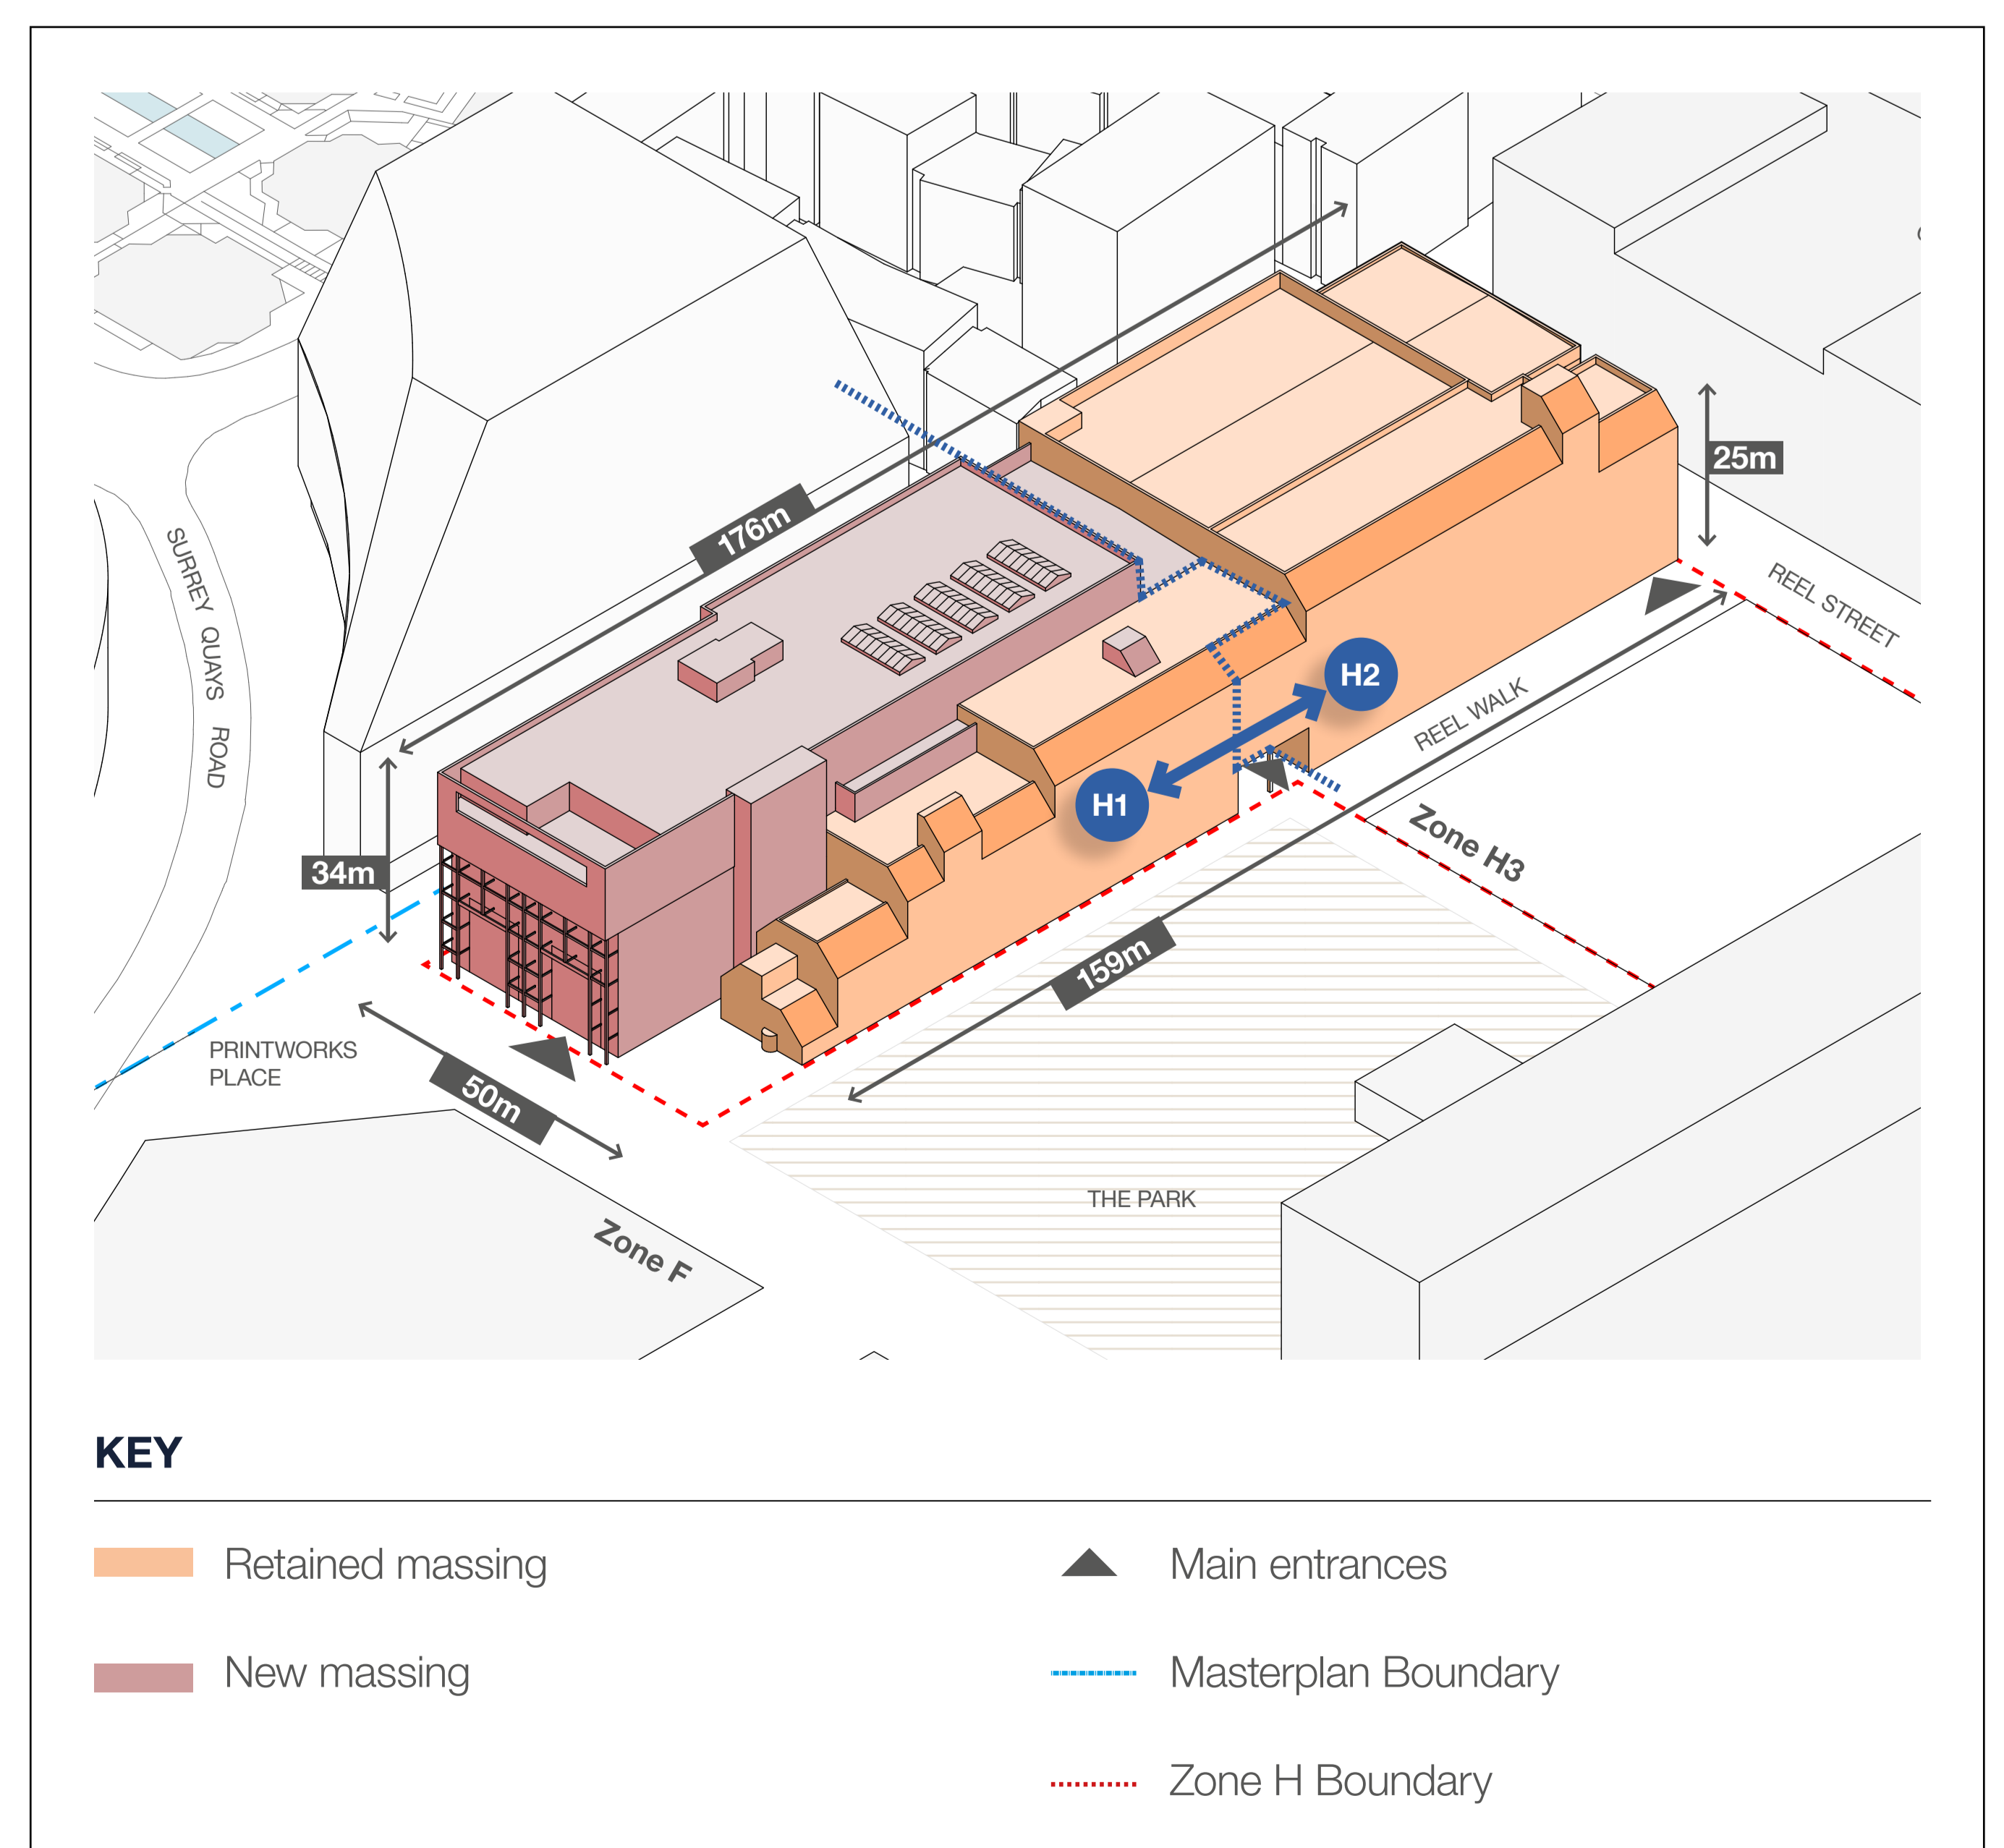 176m
25m
REEL STREET
SURREY QUAYS ROAD
H2
REEL WALK
H1
Zone H3
34m
159m
PRINTWORKS
PLACE
50m
THE PARK
Zone F
KEY
Retained massing
Main entrances
New massing
Masterplan Boundary
Zone H Boundary